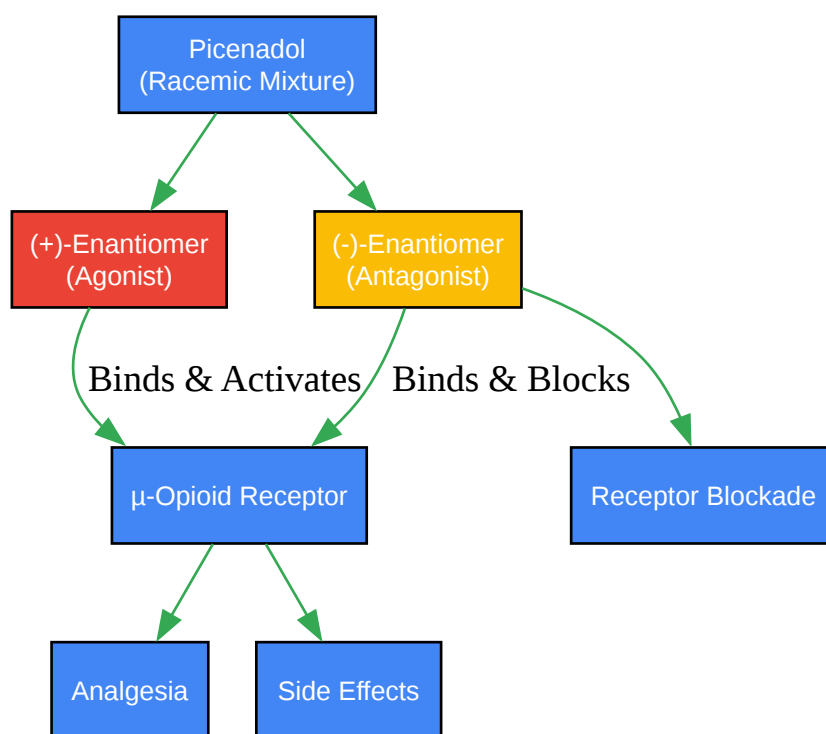 Picenadol
(Racemic Mixture)
(+)-Enantiomer
(Agonist)
(-)-Enantiomer
(Antagonist)
Binds & Activates
Binds & Blocks
µ-Opioid Receptor
Receptor Blockade
Analgesia
Side Effects